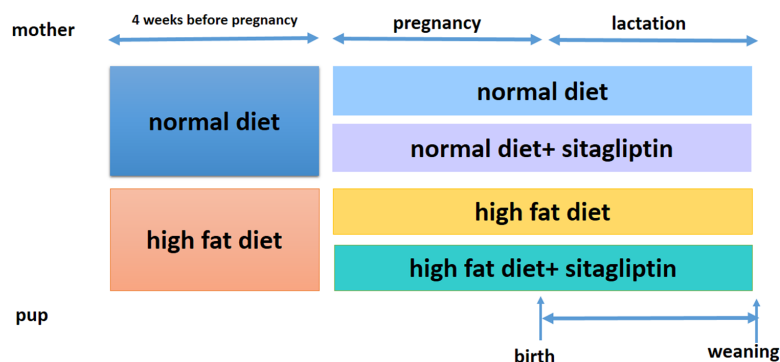 mother
4 weeks before pregnancy
pregnancy
lactation
normal diet
normal diet
normal diet+ sitagliptin
high fat diet
high fat diet
high fat diet+ sitagliptin
pup
birth
weaning